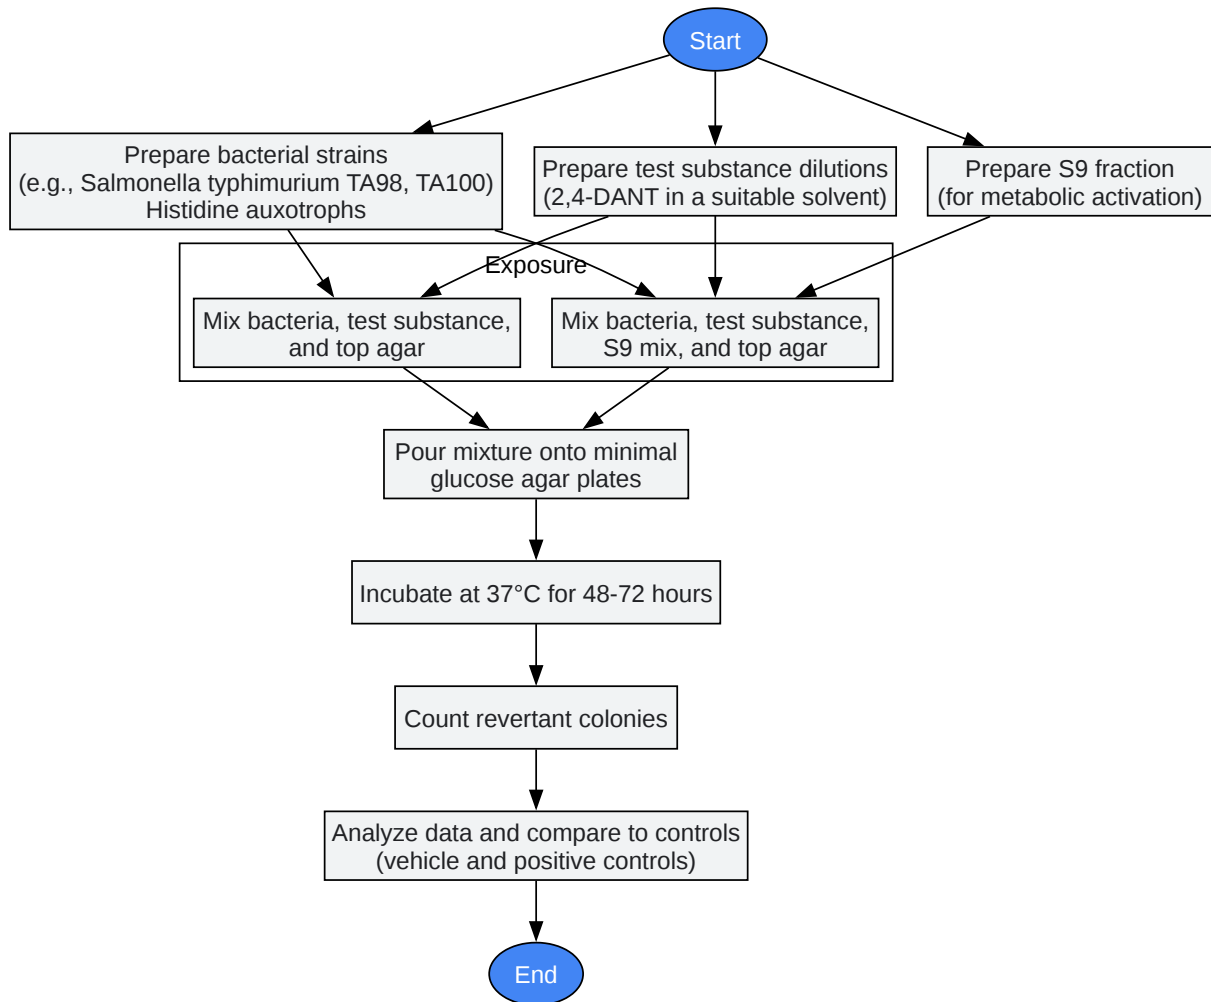 Start
Prepare bacterial strains
(e.g., Salmonella typhimurium TA98, TA100)
Histidine auxotrophs
Prepare test substance dilutions
(2,4-DANT in a suitable solvent)
Prepare S9 fraction
(for metabolic activation)
Exposure
Mix bacteria, test substance,
and top agar
Mix bacteria, test substance,
S9 mix, and top agar
Pour mixture onto minimal
glucose agar plates
Incubate at 37°C for 48-72 hours
Count revertant colonies
Analyze data and compare to controls
(vehicle and positive controls)
End